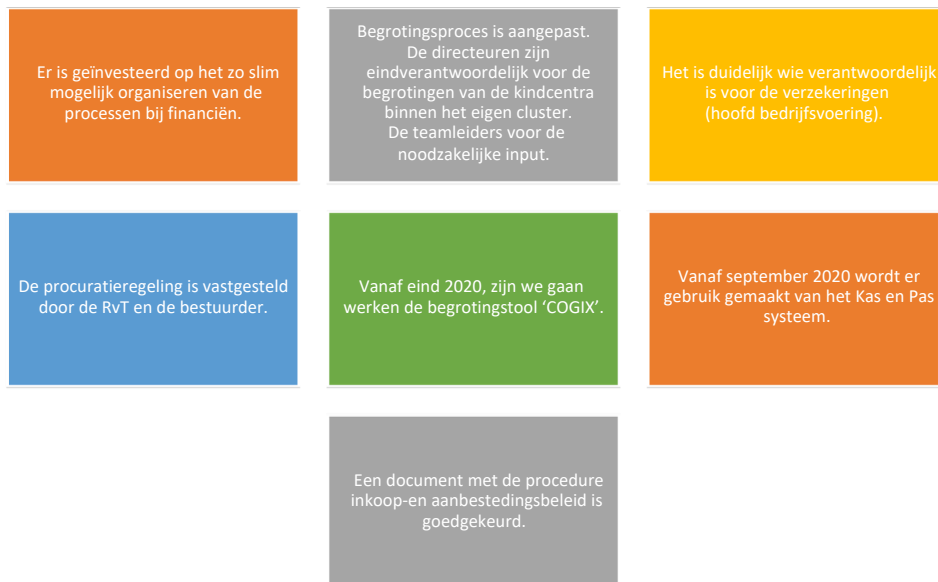 Er is geïnvesteerd op het zo slim
mogelijk organiseren van de
processen bij financiën.
Begrotingsproces is aangepast.
De directeuren zijn
eindverantwoordelijk voor de
begrotingen van de kindcentra
binnen het eigen cluster.
De teamleiders voor de
noodzakelijke input.
Het is duidelijk wie verantwoordelijk
is voor de verzekeringen
(hoofd bedrijfsvoering).
De procuratieregeling is vastgesteld
door de RvT en de bestuurder.
Vanaf eind 2020, zijn we gaan
werken de begrotingstool ‘COGIX’.
Vanaf september 2020 wordt er
gebruik gemaakt van het Kas en Pas
systeem.
Een document met de procedure
inkoop-en aanbestedingsbeleid is
goedgekeurd.